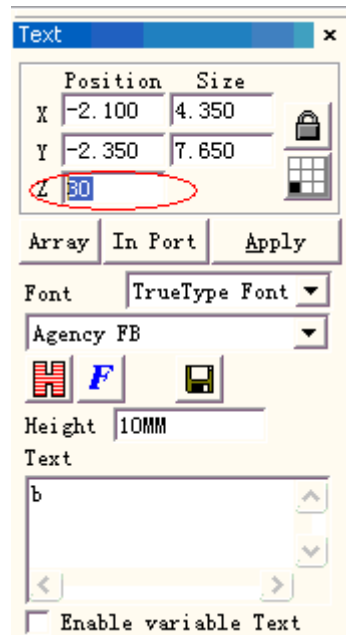 Text ×
Position Size
X -2.100 4.350
Y -2.350 7.650
Z 30
Array In Port Apply
Font TrueType Font
Agency FB
H F
Height 10MM
Text
b
Enable variable Text